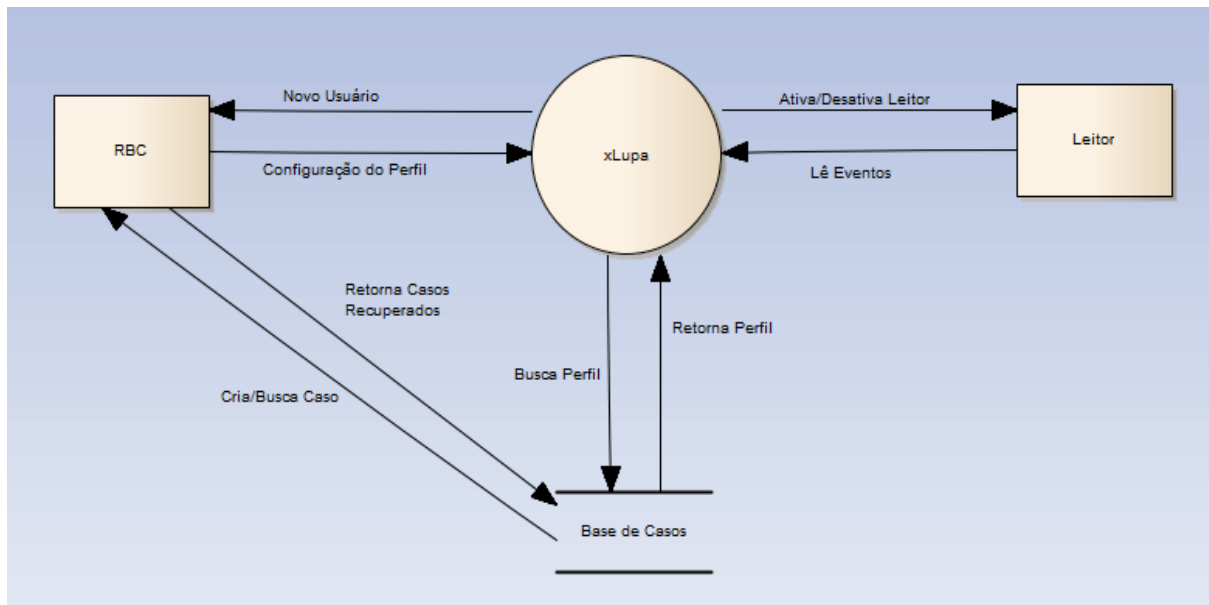 Novo Usuário
Ativa/Desativa Leitor
RBC
xLupa
Leitor
Configuração do Perfil
Lê Eventos
Retorna Casos
Recuperados
Retorna Perfil
Busca Perfil
Cria/Busca Caso
Base de Casos